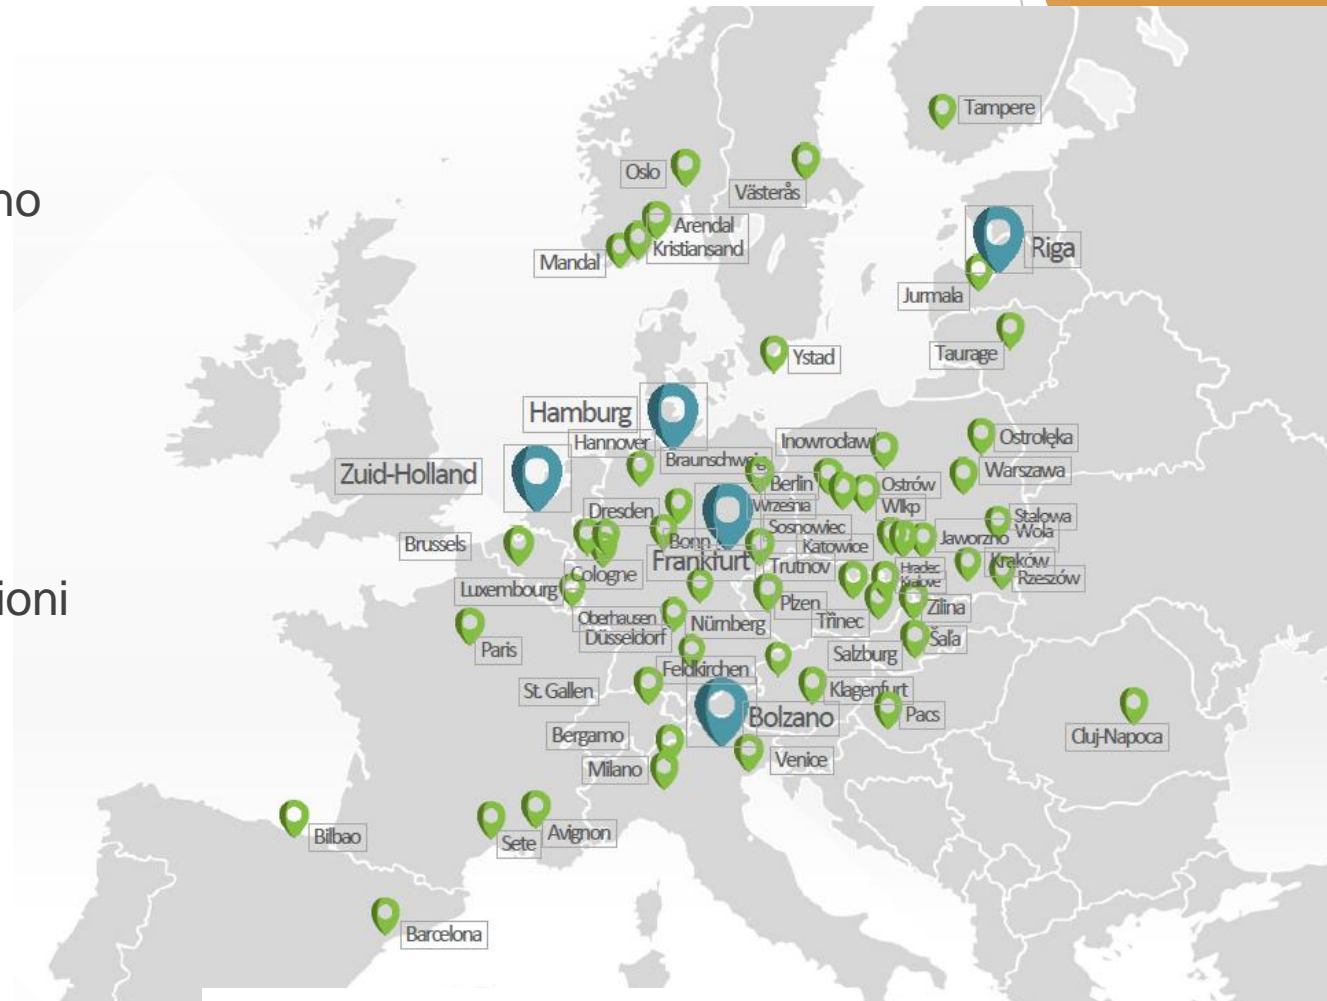 Tampere
no
Oslo
Västerås
Arendal
Kristiansand
Mandal
Riga
Jurmala
Taurage
Ystad
Hamburg
Hannover
Inowrocław
Ostrołęka
Braunschweig
Zuid-Holland
Warszawa
Berlin
Ostrów
Wlkp
Września
Dresden
Stalowa
Wola
Sosnowiec
Jaworzno
Brussels
Bonn
Katowice
Frankfurt
Kraków
Trutnov
Hradec
Kralove
Rzeszów
Cologne
Luxembourg
Plzen
Zilina
ioni
Oberhausen
Třinec
Nürnberg
Düsseldorf
Šaľa
Paris
Salzburg
Feldkirchen
St. Gallen
Klagenfurt
Bolzano
Pacs
Bergamo
Cluj-Napoca
Venice
Milano
Bilbao
Avignon
Sete
Barcelona